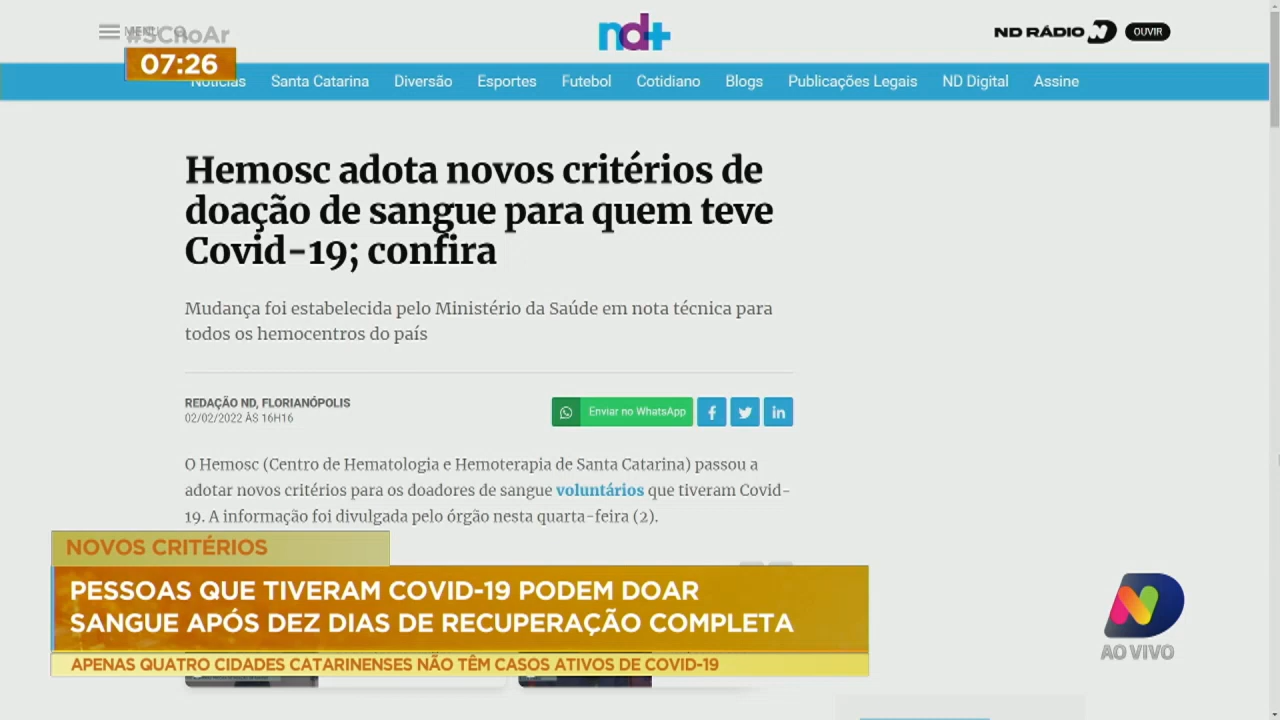 #SCnoAr
nd+
ND RÁDIO
OUVIR
07:26
Notícias Santa Catarina Diversão Esportes Futebol Cotidiano Blogs Publicações Legais ND Digital Assine
Hemosc adota novos critérios de
doação de sangue para quem teve
Covid-19; confira
Mudança foi estabelecida pelo Ministério da Saúde em nota técnica para
todos os hemocentros do país
REDAÇÃO ND, FLORIANÓPOLIS
02/02/2022 ÀS 16H16
Enviar no WhatsApp
O Hemosc (Centro de Hematologia e Hemoterapia de Santa Catarina) passou a
adotar novos critérios para os doadores de sangue voluntários que tiveram Covid-
19. A informação foi divulgada pelo órgão nesta quarta-feira (2).
NOVOS CRITÉRIOS
PESSOAS QUE TIVERAM COVID-19 PODEM DOAR
SANGUE APÓS DEZ DIAS DE RECUPERAÇÃO COMPLETA
APENAS QUATRO CIDADES CATARINENSES NÃO TÊM CASOS ATIVOS DE COVID-19
AO VIVO